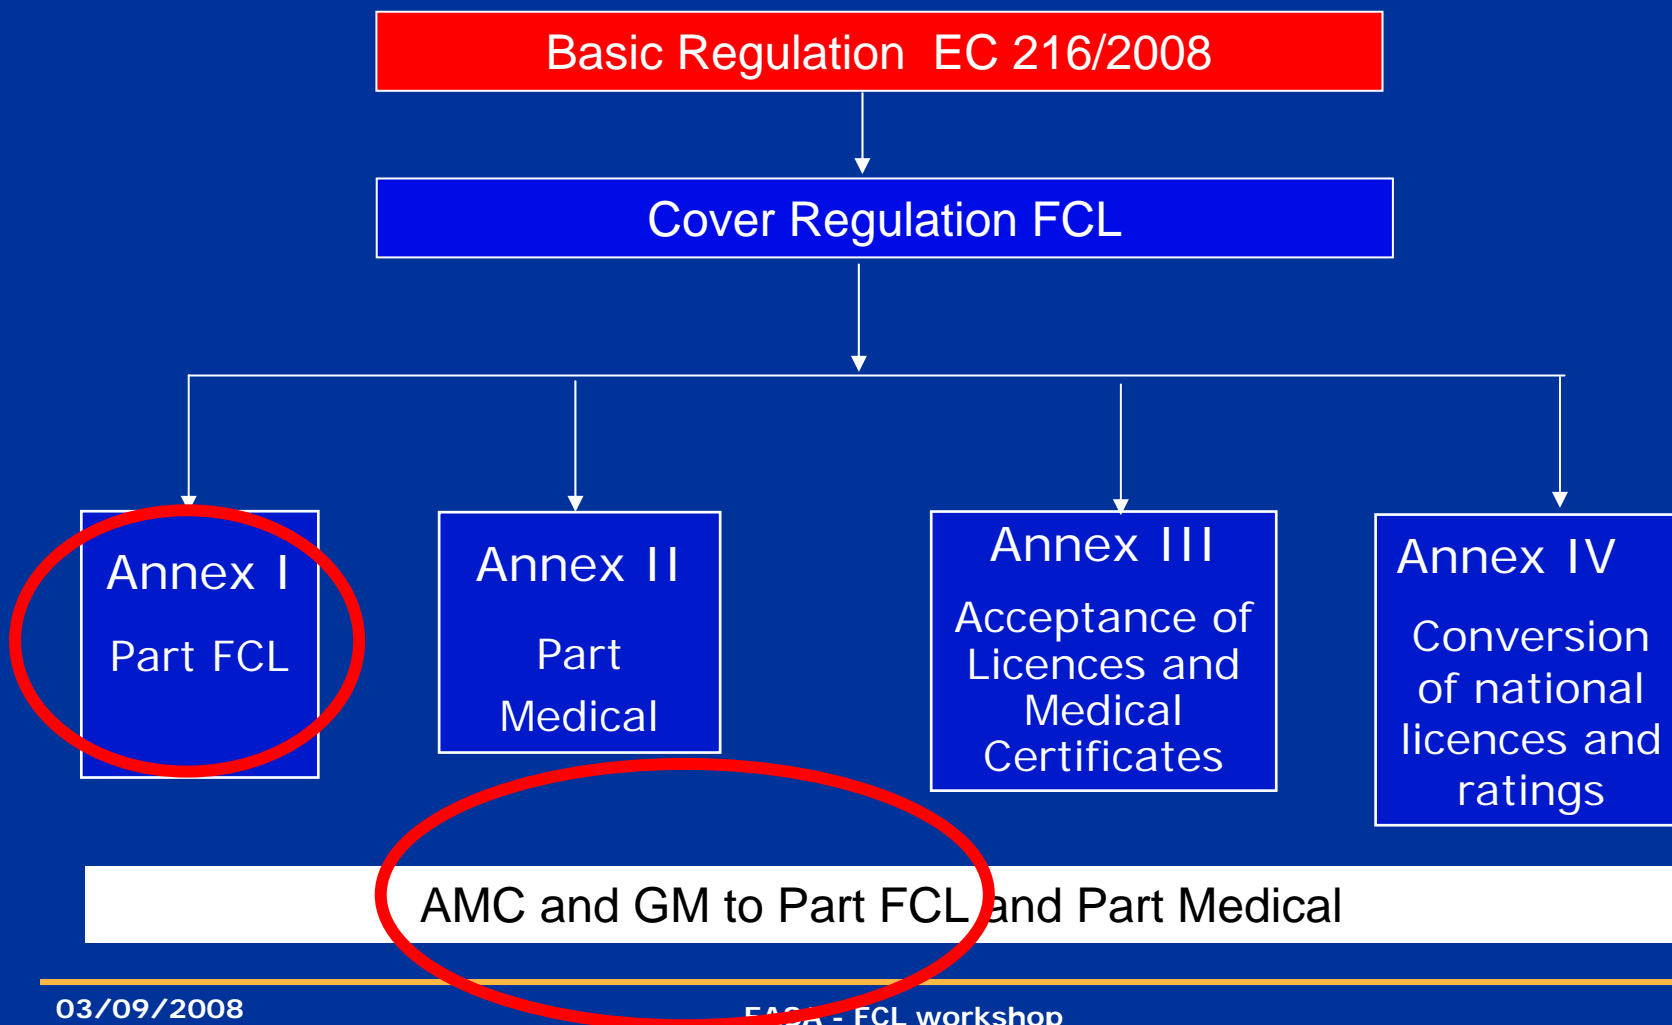 Basic Regulation EC 216/2008
Cover Regulation FCL
Annex I
Part FCL
Annex II
Part
Medical
Annex III
Acceptance of
Licences and
Medical
Certificates
Annex IV
Conversion
of national
licences and
ratings
AMC and GM to Part FCL and Part Medical
03/09/2008
EASA - FCL workshop